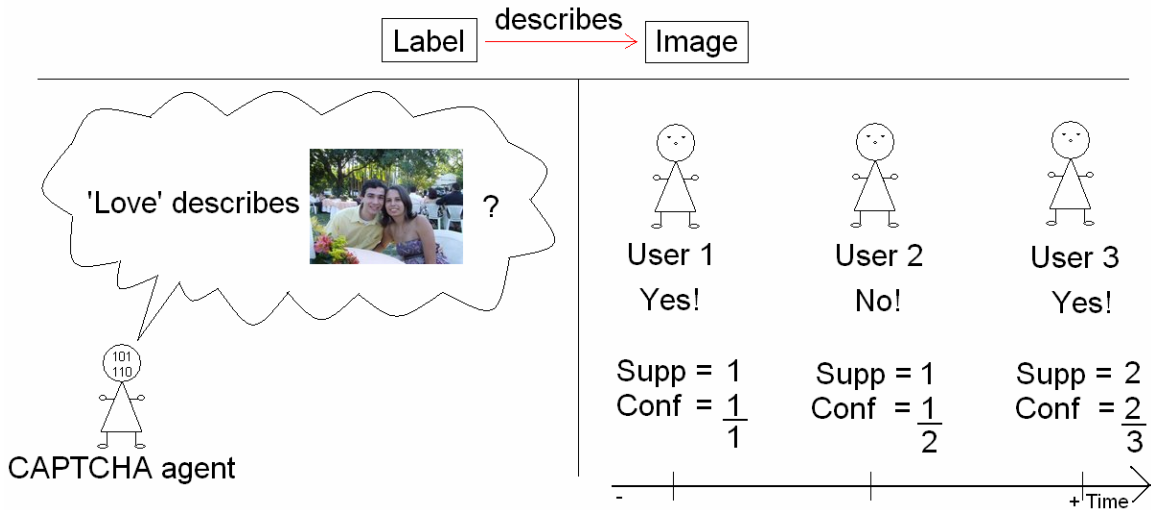 describes
Label
Image
'Love' describes
?
101
110
CAPTCHA agent
User 1
User 2
User 3
Yes!
No!
Yes!
Supp = 1
Conf = 1
1
Supp = 1
Conf = 1
2
Supp = 2
Conf = 2
3
-
+ Time